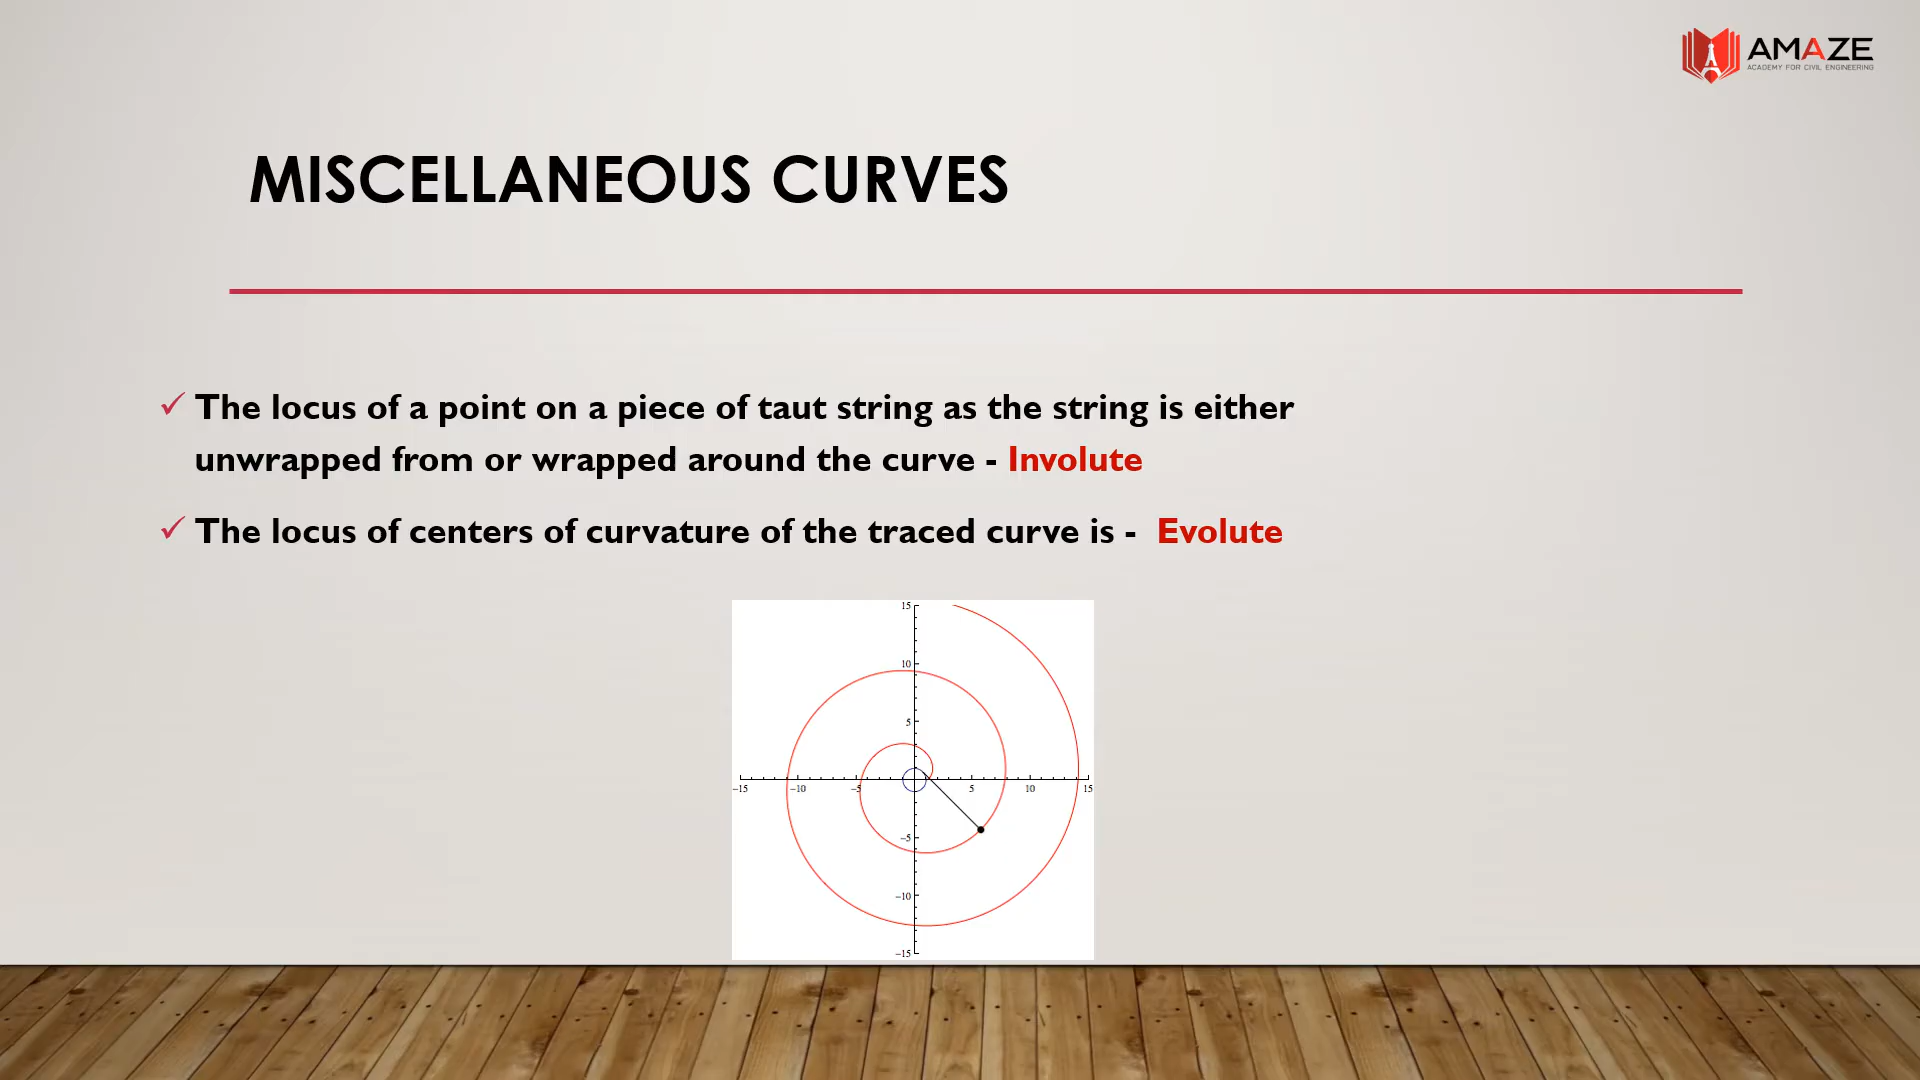 AMAZE
ACADEMY FOR CIVIL ENGINEERING
MISCELLANEOUS CURVES
✓ The locus of a point on a piece of taut string as the string is either
unwrapped from or wrapped around the curve - Involute
✓ The locus of centers of curvature of the traced curve is - Evolute
15
10
5
−15 −10 −5 5 10 15
−5
−10
−15